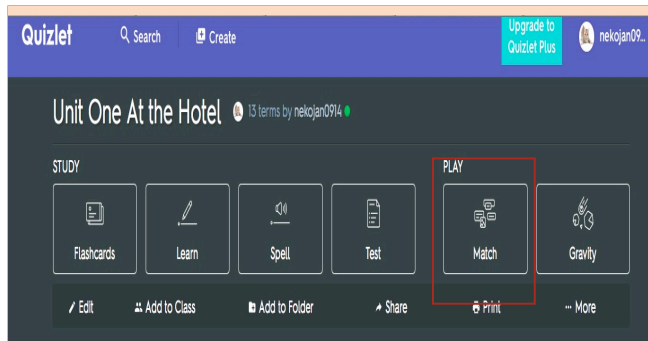 Quizlet Search Create Upgrade to Quizlet Plus nekojan09...
Unit One At the Hotel 13 terms by nekojan0914
STUDY PLAY
Flashcards Learn Spell Test Match Gravity
Edit Add to Class Add to Folder Share Print ... More